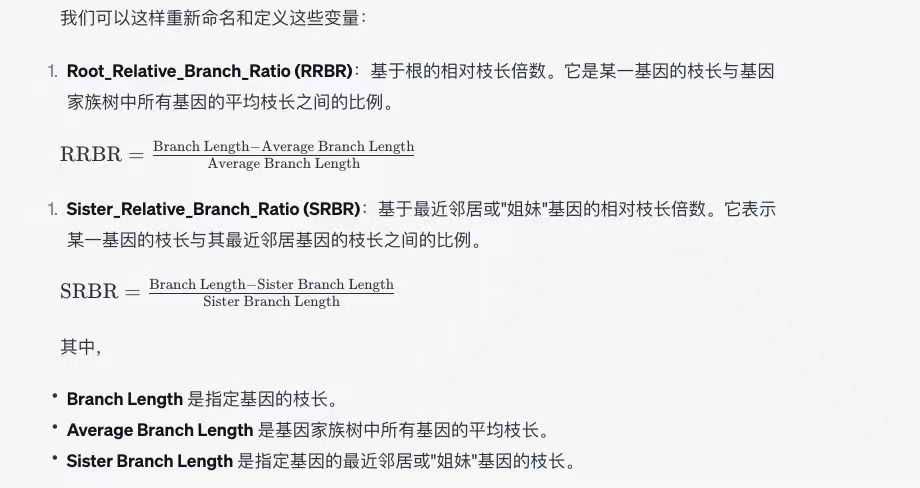 我们可以这样重新命名和定义这些变量：
1. Root_Relative_Branch_Ratio (RRBR)：基于根的相对枝长倍数。它是某一基因的枝长与基因
家族树中所有基因的平均枝长之间的比例。
RRBR = \frac{Branch Length−Average Branch Length}{Average Branch Length}
1. Sister_Relative_Branch_Ratio (SRBR)：基于最近邻居或"姐妹"基因的相对枝长倍数。它表示
某一基因的枝长与其最近邻居基因的枝长之间的比例。
SRBR = \frac{Branch Length−Sister Branch Length}{Sister Branch Length}
其中，
• Branch Length 是指定基因的枝长。
• Average Branch Length 是基因家族树中所有基因的平均枝长。
• Sister Branch Length 是指定基因的最近邻居或"姐妹"基因的枝长。